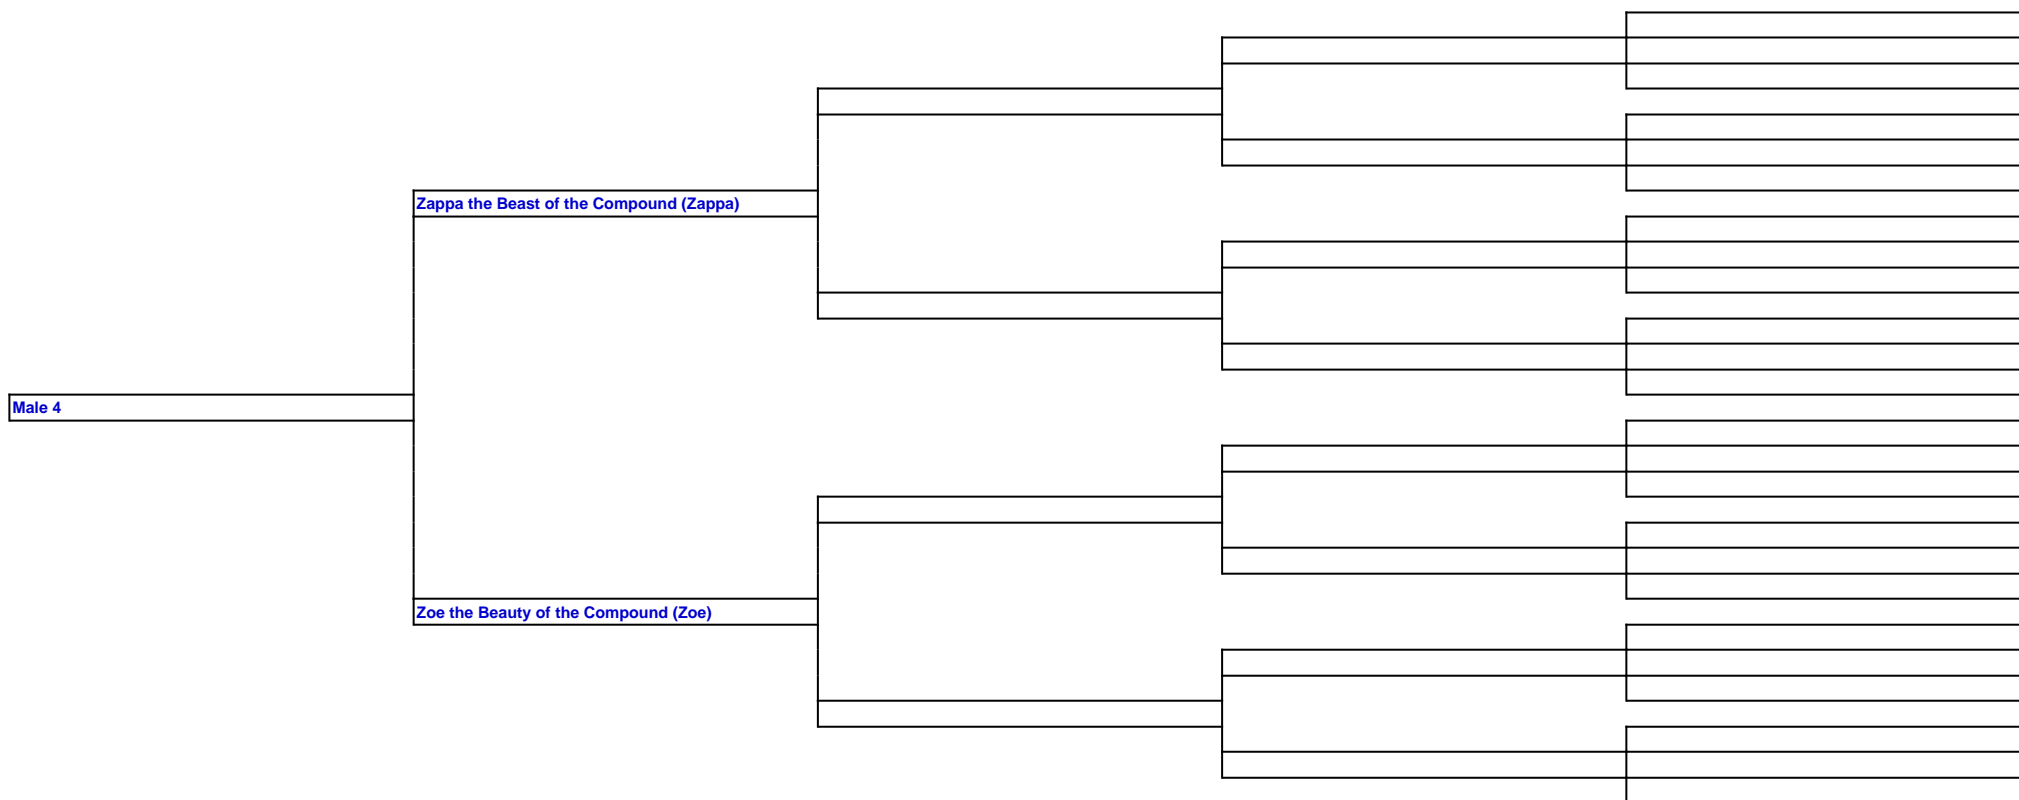 Zappa the Beast of the Compound (Zappa)
Male 4
Zoe the Beauty of the Compound (Zoe)